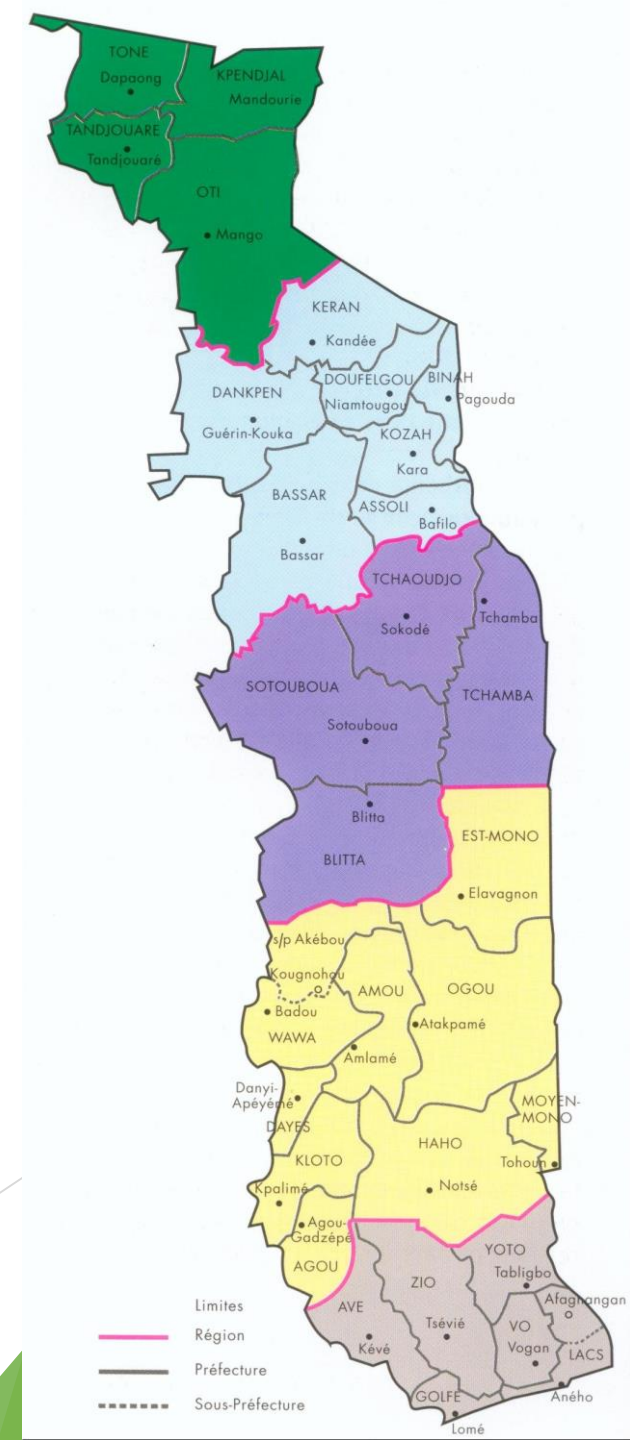 TONE
Dapaong
KPENDJAL
Mandourie
TANDJOUARE
Tandjouaré
OTI
Mango
KERAN
Kandée
DANKPEN
Guérin-Kouka
DOUFELGOU
Niamtougou
BINAH
Pagouda
KOZAH
Kara
BASSAR
Bassar
ASSOLI
Bafilo
TCHAOUDJO
Sokodé
Tchamba
TCHAMBA
SOTOUBOUA
Sotouboua
Blitta
BLITTA
EST-MONO
Elavagnon
s/p Akébou
Kougnohou
Badou
WAWA
AMOU
Amlamé
OGOU
Atakpamé
Danyi-
Apéyémé
DAYES
MOYEN-
MONO
Tohoun
HAHO
Notsé
KLOTO
Kpalimé
Agou-
Gadzépé
AGOU
YOTO
Tabligbo
ZIO
Tsévié
AVE
Kévé
Afagnangan
VO
Vogan
LACS
Aného
GOLFE
Lomé
Limites
Région
Préfecture
Sous-Préfecture